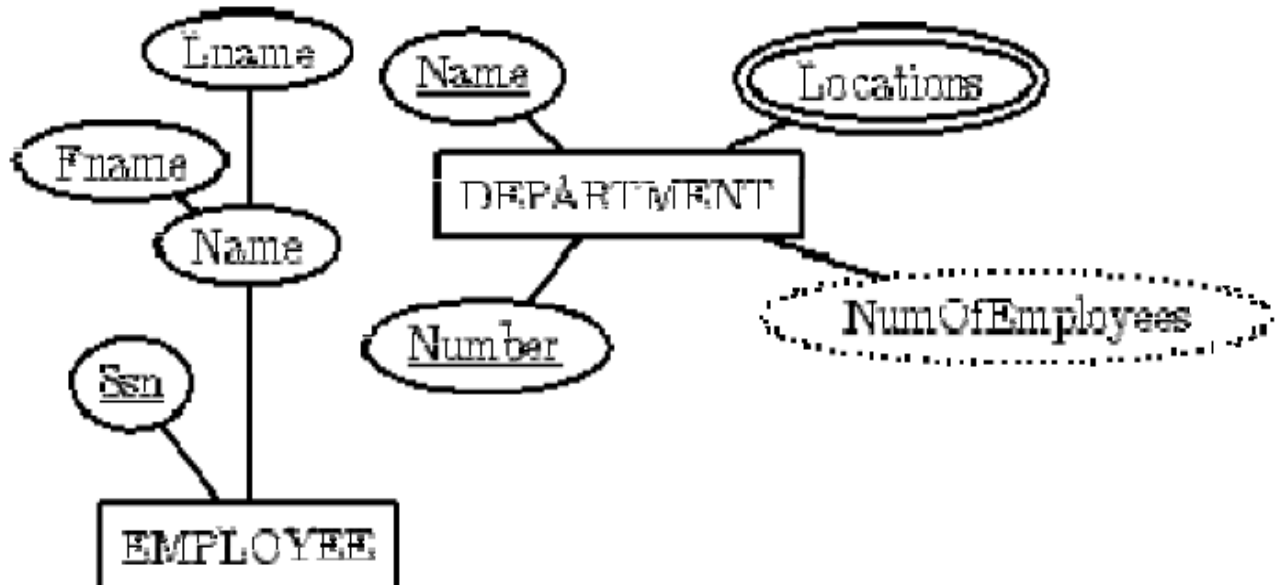 Lname
Name
Locations
Fname
DEPARTMENT
Name
NumOfEmployees
Number
Ssn
EMPLOYEE